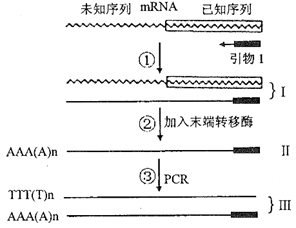 未知序列 mRNA 已知序列
①
引物 1
} Ⅰ
② 加入末端转移酶
AAA(A)n Ⅱ
③ PCR
TTT(T)n
} Ⅲ
AAA(A)n